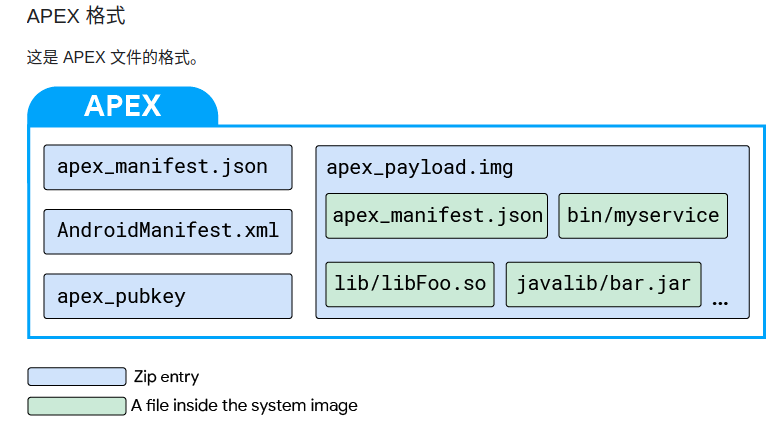 APEX 格式
这是 APEX 文件的格式。
APEX
apex_manifest.json
AndroidManifest.xml
apex_pubkey
apex_payload.img
apex_manifest.json
bin/myservice
lib/libFoo.so
javalib/bar.jar
...
Zip entry
A file inside the system image